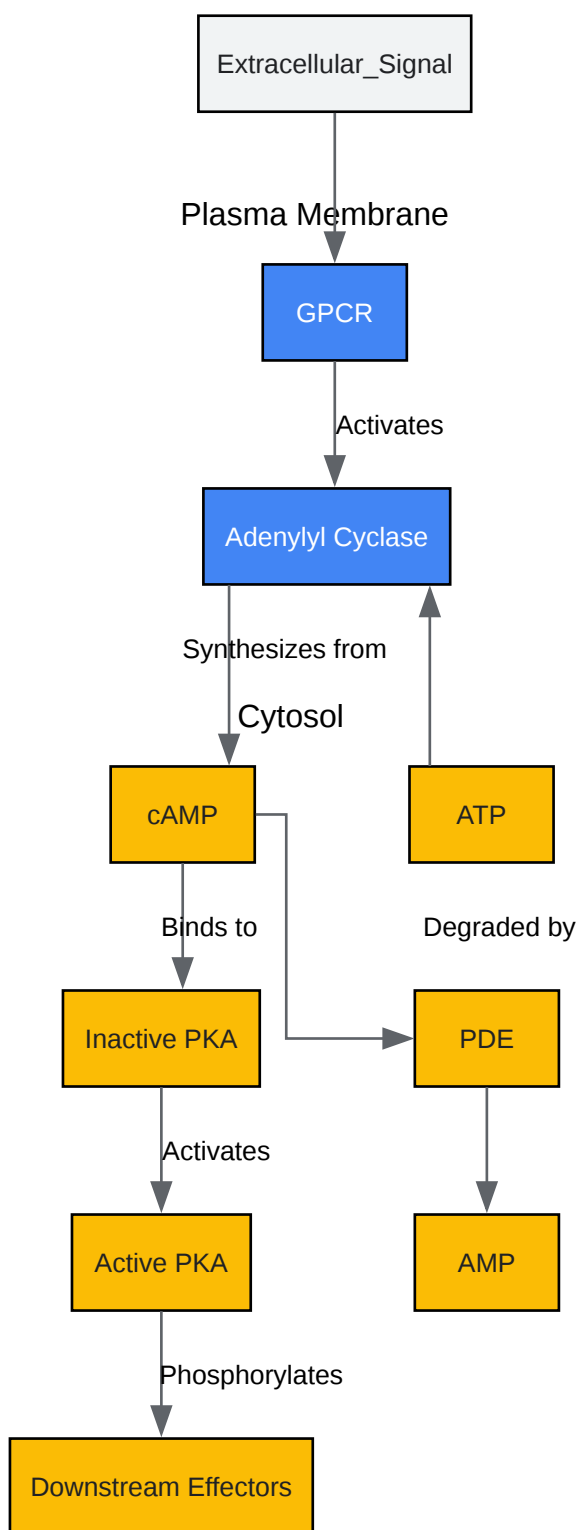 Extracellular_Signal
Plasma Membrane
GPCR
Activates
Adenylyl Cyclase
Synthesizes from
Cytosol
cAMP
ATP
Binds to
Degraded by
Inactive PKA
PDE
Activates
Active PKA
AMP
Phosphorylates
Downstream Effectors